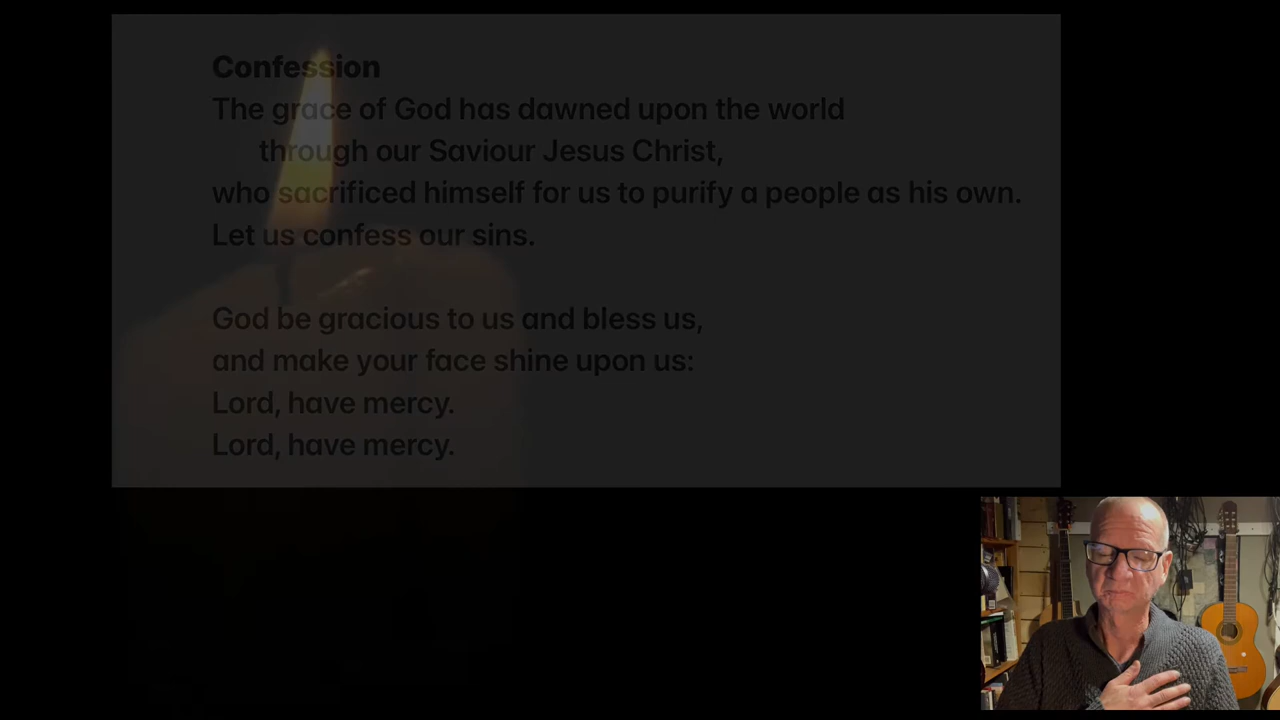 Confession
The grace of God has dawned upon the world
through our Saviour Jesus Christ,
who sacrificed himself for us to purify a people as his own.
Let us confess our sins.
God be gracious to us and bless us,
and make your face shine upon us:
Lord, have mercy.
Lord, have mercy.